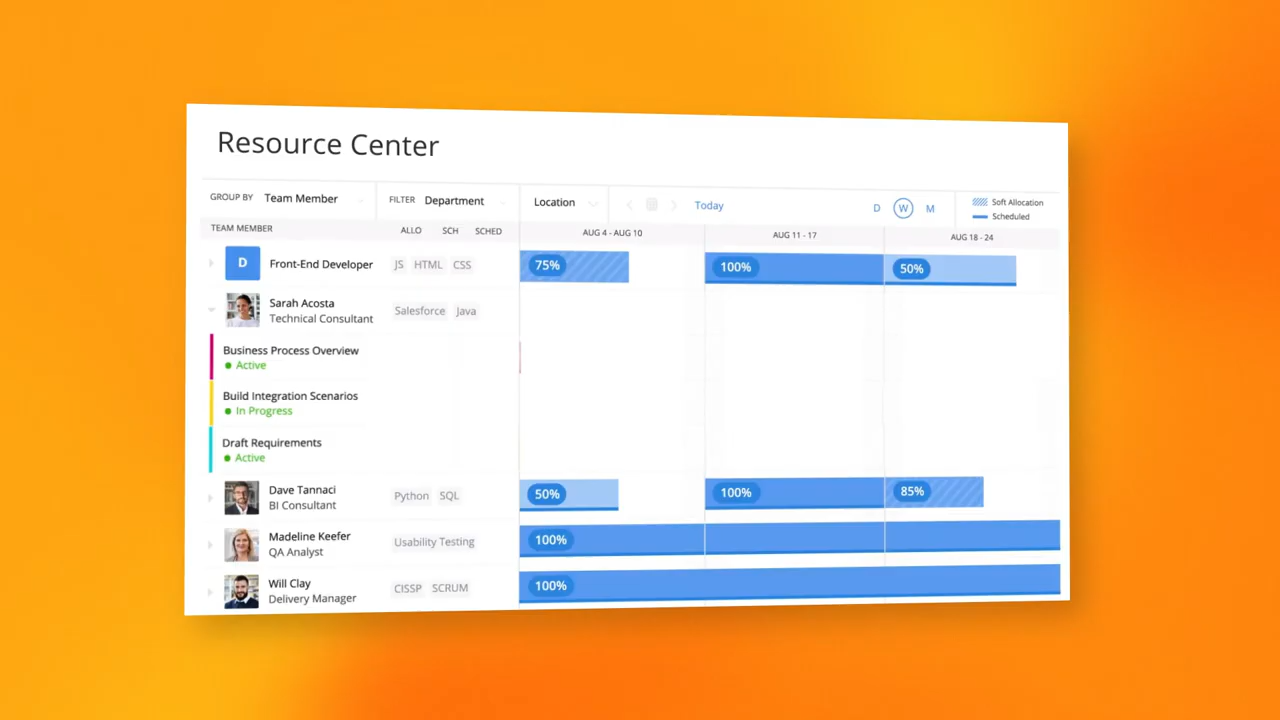 Resource Center
GROUP BY Team Member FILTER Department Location Today D W M Soft Allocation
Scheduled
TEAM MEMBER ALLO SCH SCHED AUG 4 - AUG 10 AUG 11 - 17 AUG 18 - 24
D Front-End Developer JS HTML CSS 75% 100% 50%
Sarah Acosta
Technical Consultant Salesforce Java
Business Process Overview
Active
Build Integration Scenarios
In Progress
Draft Requirements
Active
Dave Tannaci
BI Consultant Python SQL 50% 100% 85%
Madeline Keefer
QA Analyst Usability Testing 100%
Will Clay
Delivery Manager CISSP SCRUM 100%